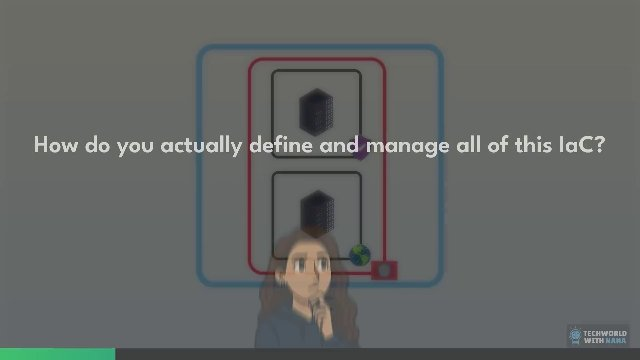 How do you actually define and manage all of this IaC?
TECHWORLD
WITH NANA